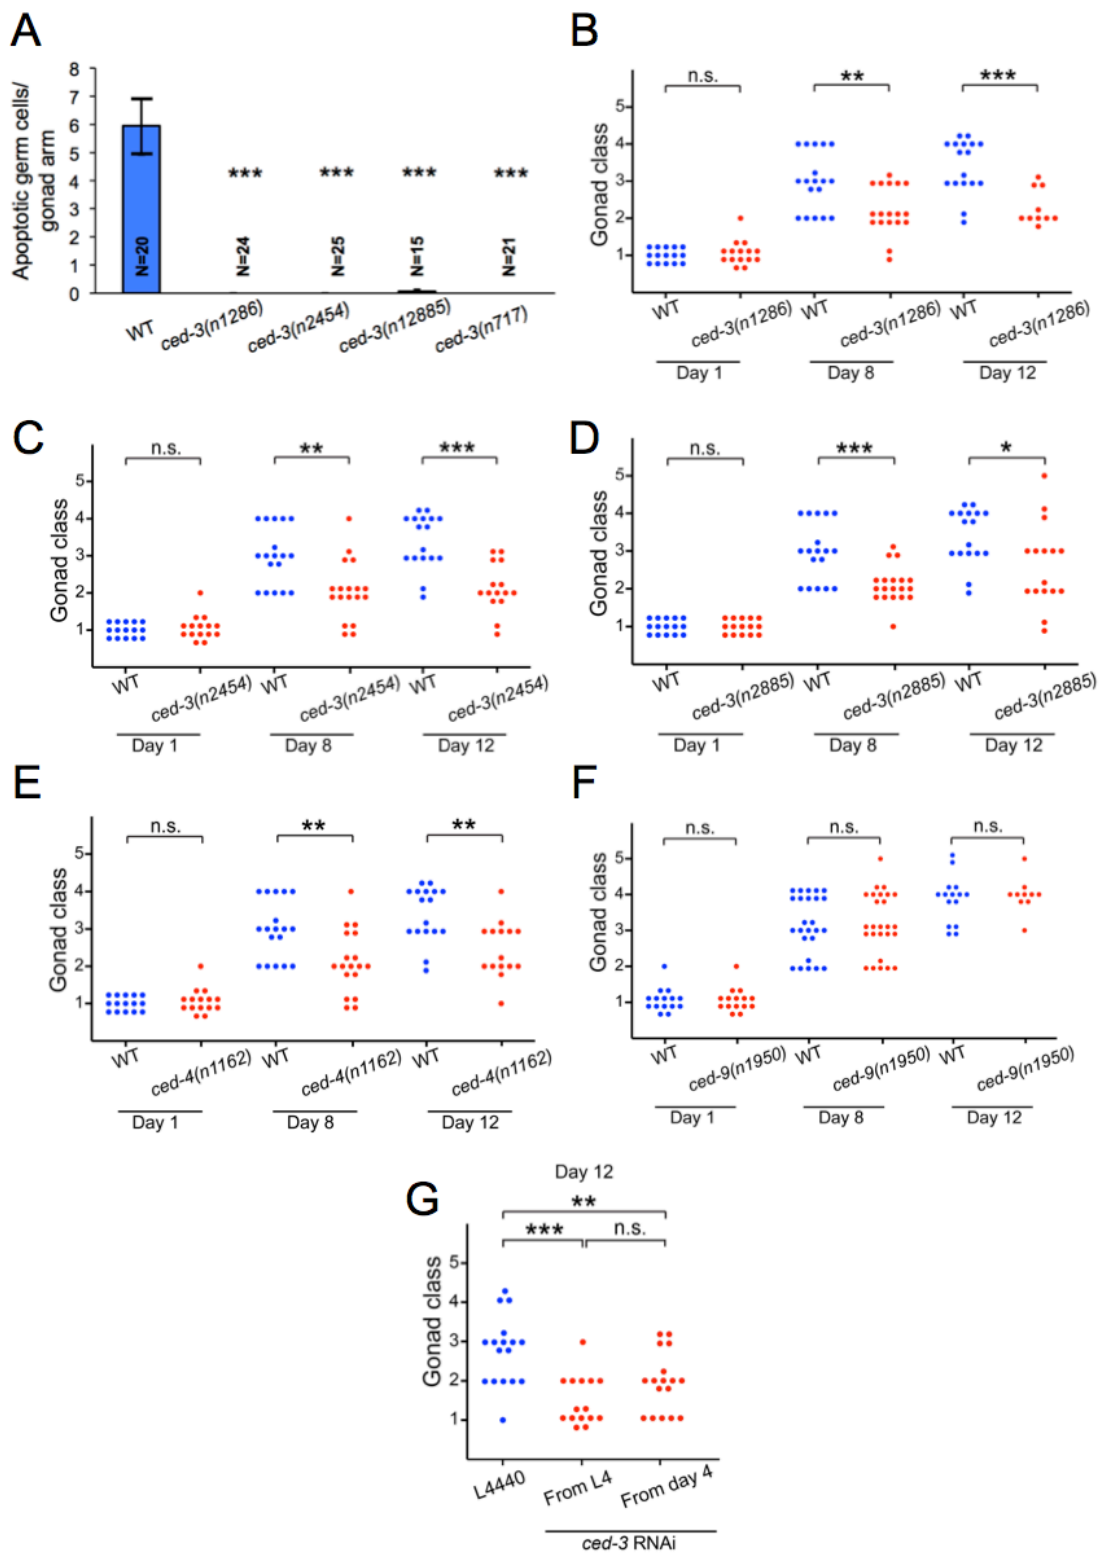 A
Apoptotic germ cells/
gonad arm
8
7
6
5
4
3
2
1
0
N=20
N=24
N=25
N=15
N=21
*** *** *** ***
WT
ced-3(n1286)
ced-3(n2454)
ced-3(n12885)
ced-3(n717)
B
Gonad class
5
4
3
2
1
n.s. ** ***
WT ced-3(n1286) WT ced-3(n1286) WT ced-3(n1286)
Day 1 Day 8 Day 12
C
Gonad class
5
4
3
2
1
n.s. ** ***
WT ced-3(n2454) WT ced-3(n2454) WT ced-3(n2454)
Day 1 Day 8 Day 12
D
Gonad class
5
4
3
2
1
n.s. *** *
WT ced-3(n2885) WT ced-3(n2885) WT ced-3(n2885)
Day 1 Day 8 Day 12
E
Gonad class
5
4
3
2
1
n.s. ** **
WT ced-4(n1162) WT ced-4(n1162) WT ced-4(n1162)
Day 1 Day 8 Day 12
F
Gonad class
5
4
3
2
1
n.s. n.s. n.s.
WT ced-9(n1950) WT ced-9(n1950) WT ced-9(n1950)
Day 1 Day 8 Day 12
G
Day 12
**
*** n.s.
Gonad class
5
4
3
2
1
L4440 From L4 From day 4
ced-3 RNAi